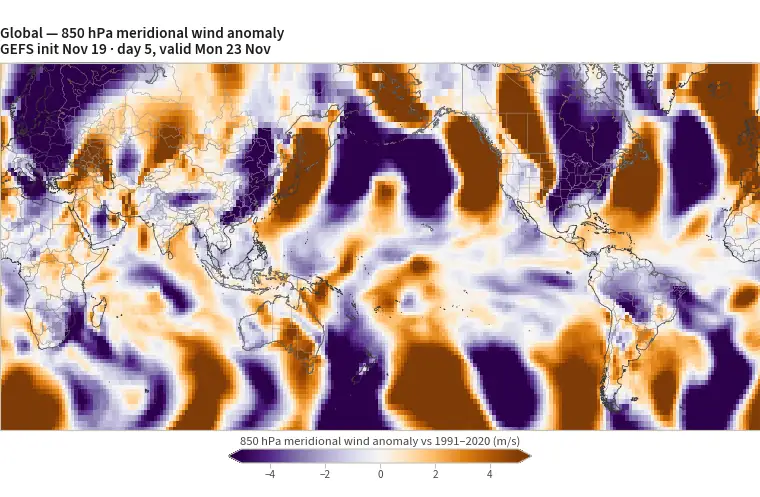 Global — 850 hPa meridional wind anomaly
GEFS init Nov 19 · day 5, valid Mon 23 Nov
850 hPa meridional wind anomaly vs 1991–2020 (m/s)
−4 −2 0 2 4